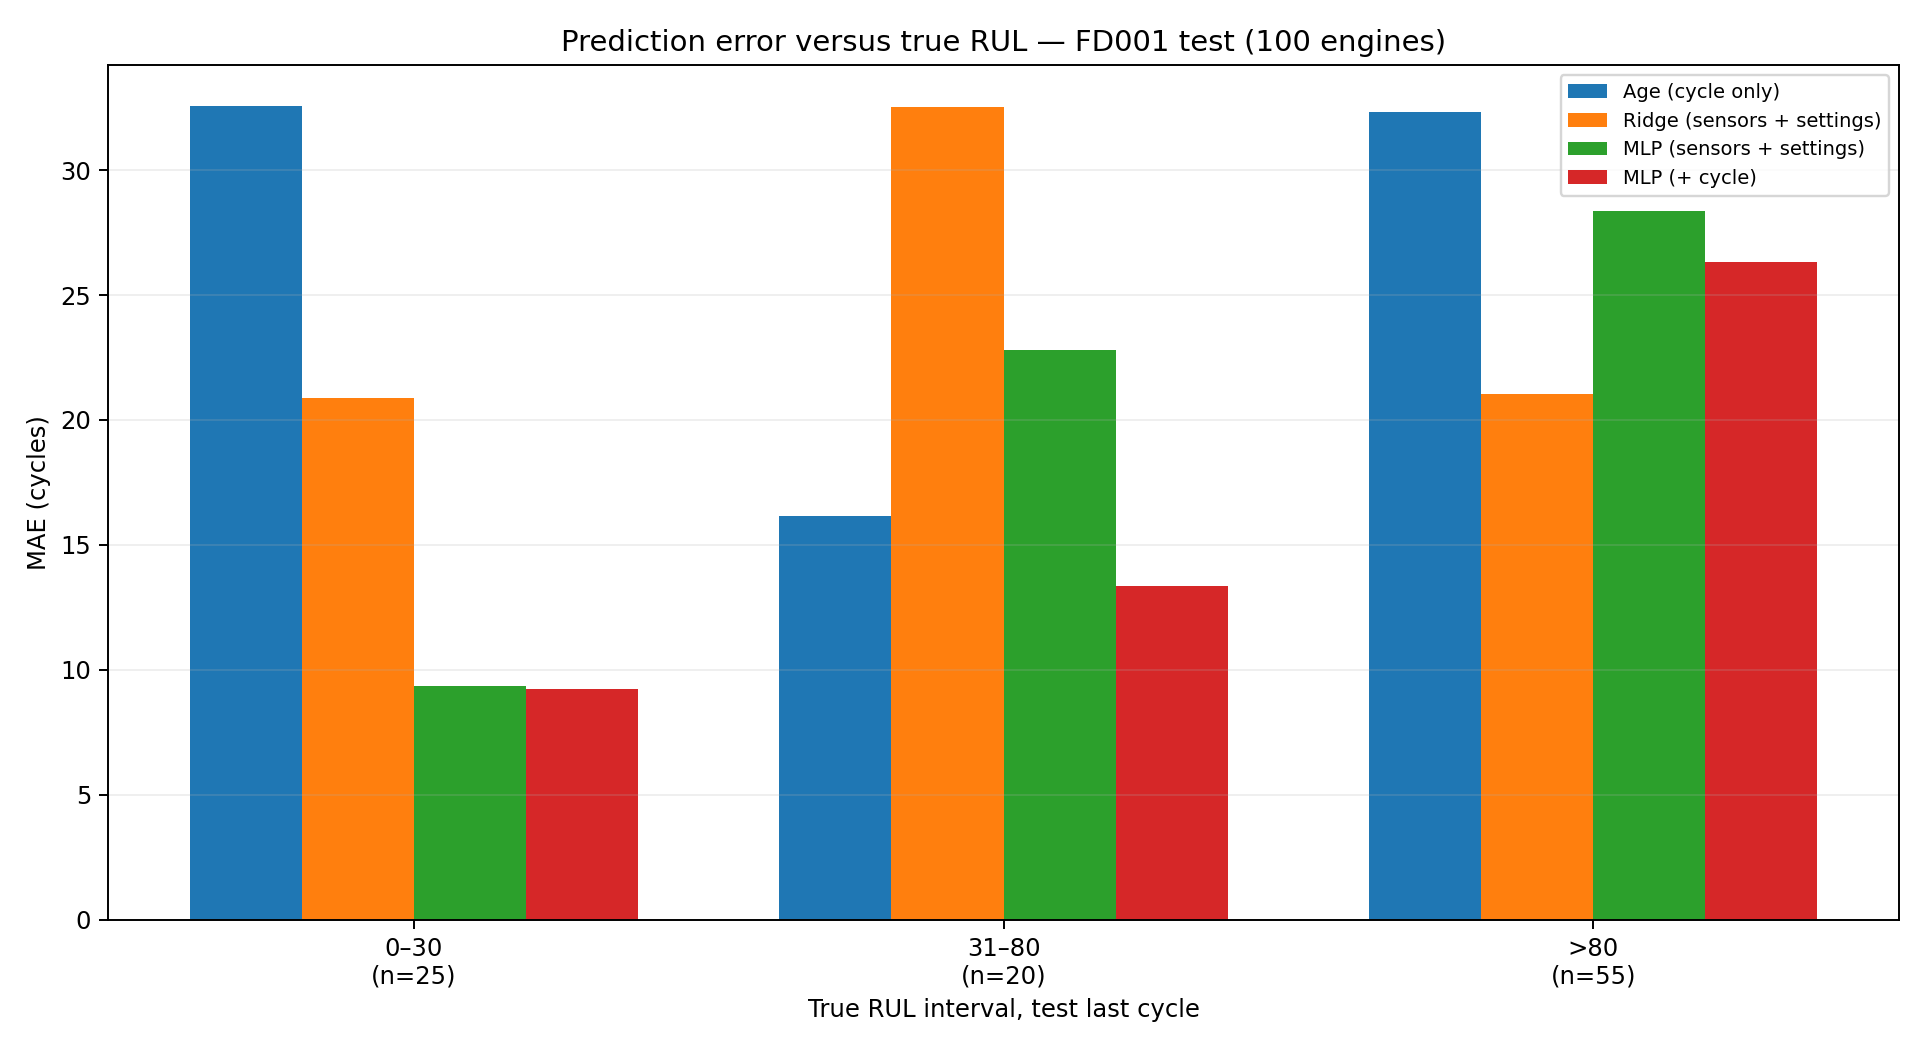 Prediction error versus true RUL — FD001 test (100 engines)
Age (cycle only)
Ridge (sensors + settings)
MLP (sensors + settings)
MLP (+ cycle)
MAE (cycles)
30
25
20
15
10
5
0
0–30
(n=25)
31–80
(n=20)
>80
(n=55)
True RUL interval, test last cycle